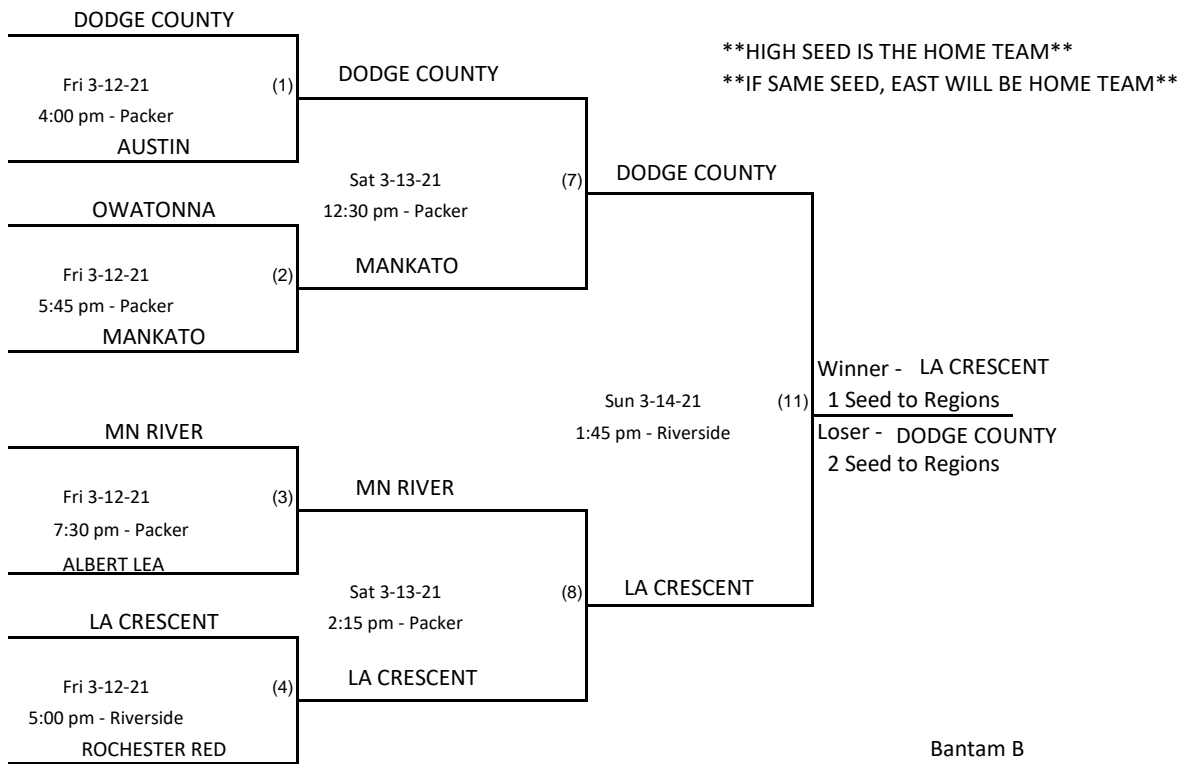 DODGE COUNTY
Fri 3-12-21 (1)
4:00 pm - Packer
AUSTIN
OWATONNA
Fri 3-12-21 (2)
5:45 pm - Packer
MANKATO
MN RIVER
Fri 3-12-21 (3)
7:30 pm - Packer
ALBERT LEA
LA CRESCENT
Fri 3-12-21 (4)
5:00 pm - Riverside
ROCHESTER RED
DODGE COUNTY
Sat 3-13-21 (7)
12:30 pm - Packer
MANKATO
MN RIVER
Sat 3-13-21 (8)
2:15 pm - Packer
LA CRESCENT
**HIGH SEED IS THE HOME TEAM**
**IF SAME SEED, EAST WILL BE HOME TEAM**
DODGE COUNTY
Sun 3-14-21 (11)
1:45 pm - Riverside
LA CRESCENT
Winner - LA CRESCENT
1 Seed to Regions
Loser - DODGE COUNTY
2 Seed to Regions
Bantam B